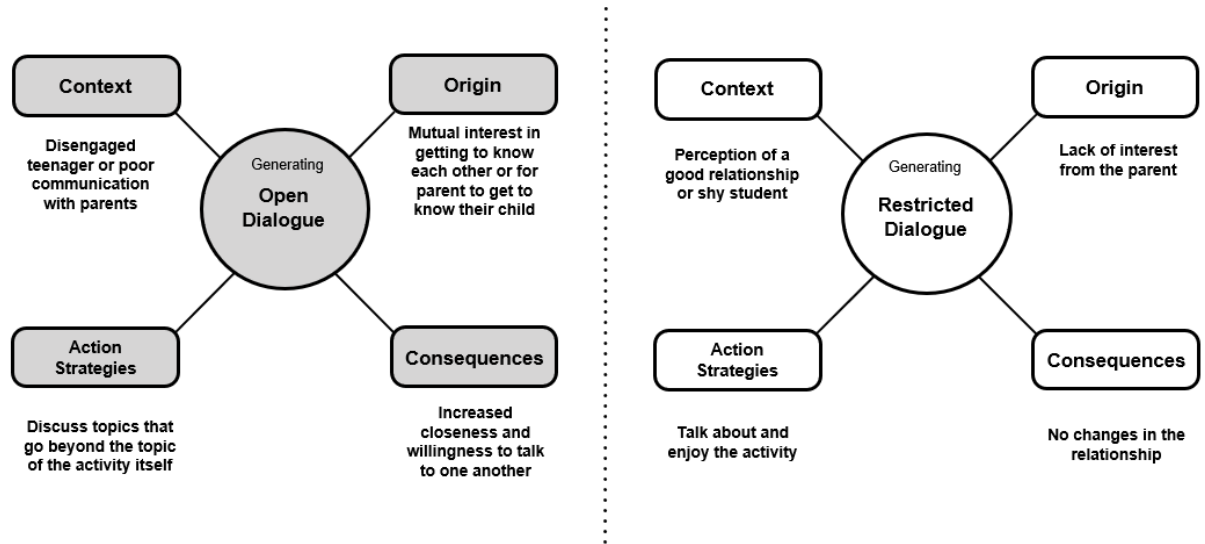 Context
Disengaged
teenager or poor
communication
with parents
Origin
Mutual interest in
getting to know
each other or for
parent to get to
know their child
Generating
Open
Dialogue
Action
Strategies
Discuss topics that
go beyond the topic
of the activity itself
Consequences
Increased
closeness and
willingness to talk
to one another
Context
Perception of a
good relationship
or shy student
Origin
Lack of interest
from the parent
Generating
Restricted
Dialogue
Action
Strategies
Talk about and
enjoy the activity
Consequences
No changes in the
relationship